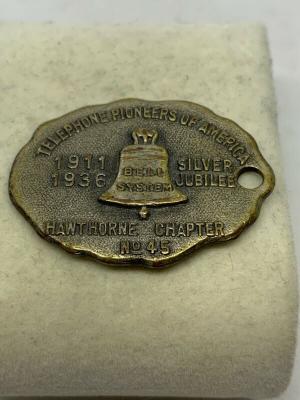 TELEPHONE PIONEERS OF AMERICA
1911 SILVER
1936 JUBILEE
BELL
SYSTEM
HAWTHORNE CHAPTER
No 45